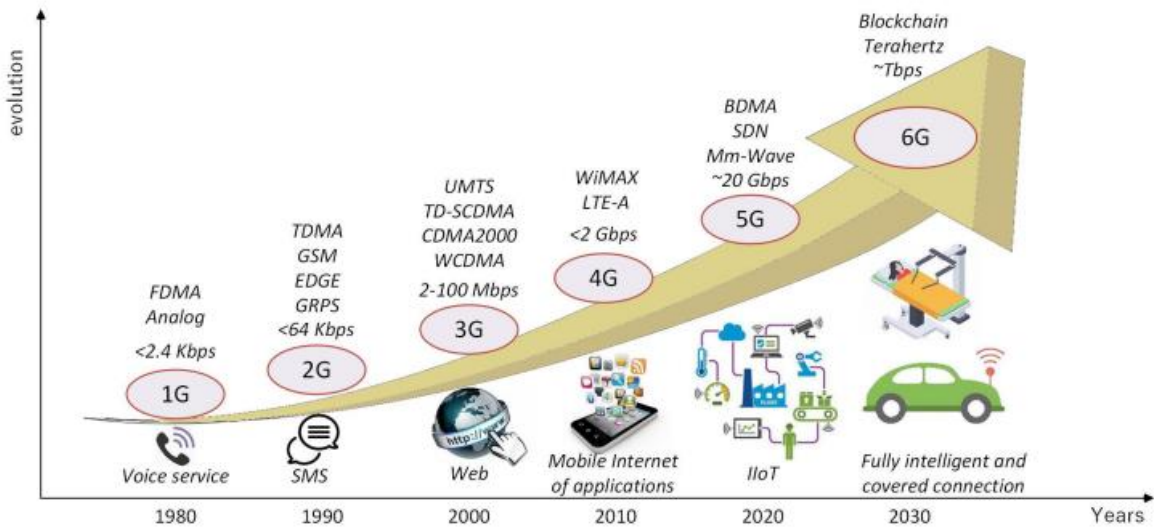 evolution
Blockchain
Terahertz
~Tbps
6G
BDMA
SDN
Mm-Wave
~20 Gbps
5G
WiMAX
LTE-A
<2 Gbps
4G
UMTS
TD-SCDMA
CDMA2000
WCDMA
2-100 Mbps
3G
TDMA
GSM
EDGE
GRPS
<64 Kbps
2G
FDMA
Analog
<2.4 Kbps
1G
http://ww
Voice service
SMS
Web
Mobile Internet
of applications
IIoT
Fully intelligent and
covered connection
1980 1990 2000 2010 2020 2030 Years